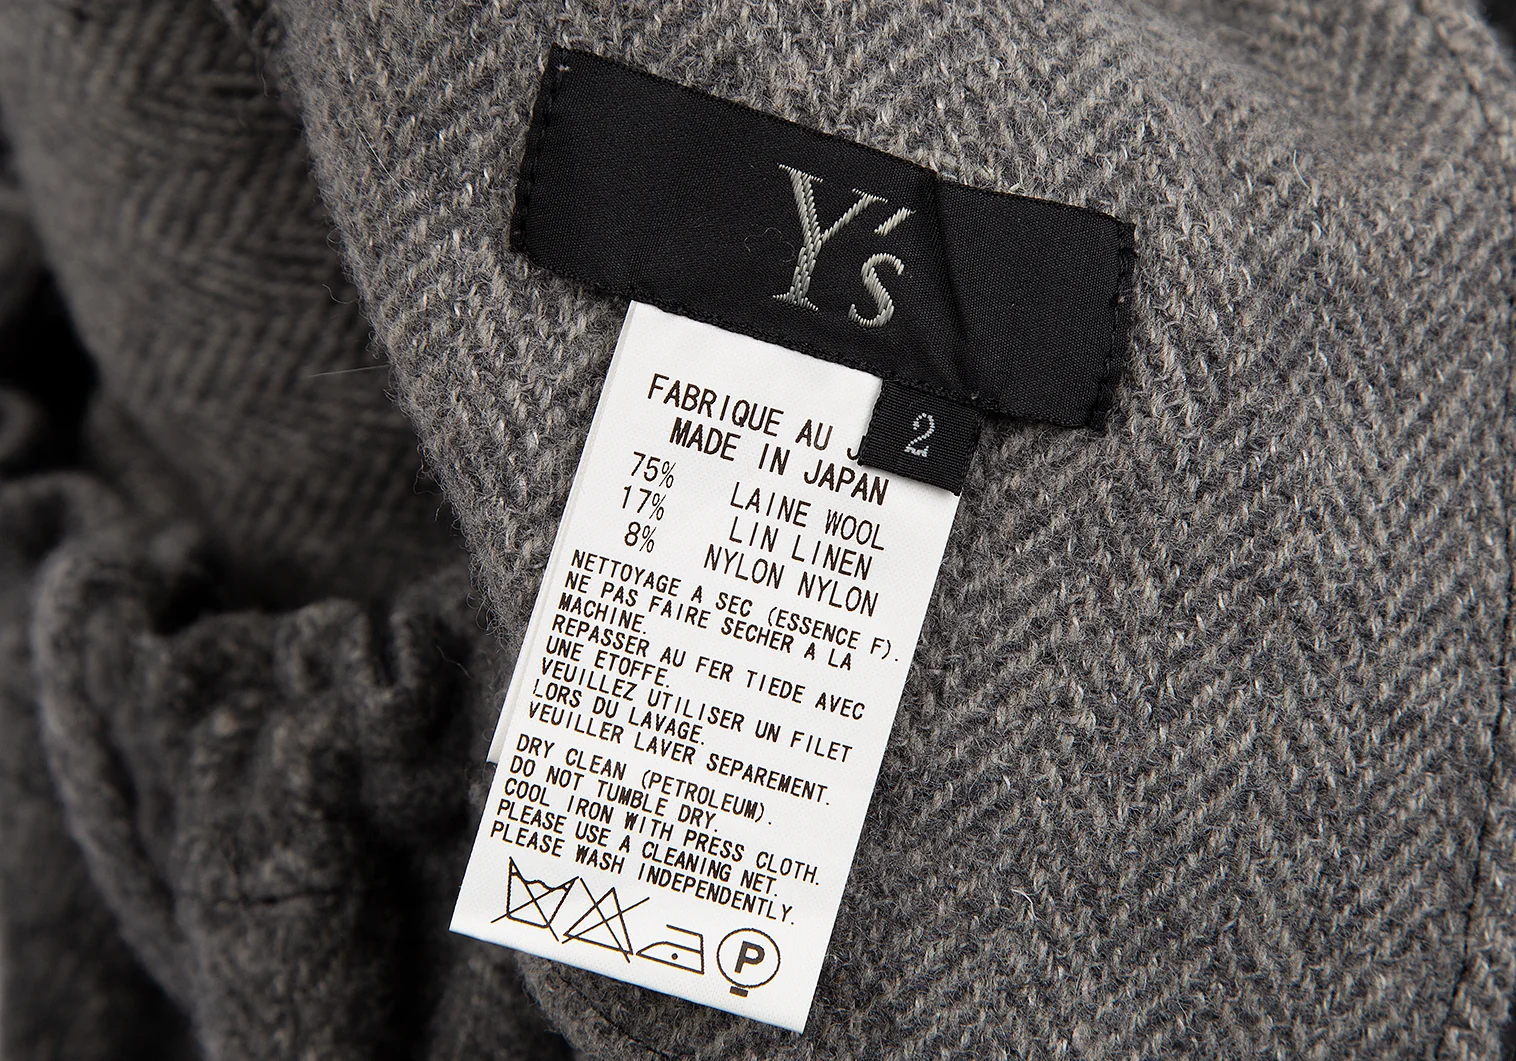 Y's
2
FABRIQUE AU
MADE IN JAPAN
75% LAINE WOOL
17% LIN LINEN
8% NYLON NYLON
NETTOYAGE A SEC (ESSENCE F).
NE PAS FAIRE SECHER A LA
MACHINE.
REPASSER AU FER TIEDE AVEC
UNE ETOFFE.
VEUILLEZ UTILISER UN FILET
LORS DU LAVAGE.
VEUILLER LAVER SEPAREMENT.
DRY CLEAN (PETROLEUM).
DO NOT TUMBLE DRY.
COOL IRON WITH PRESS CLOTH.
PLEASE USE A CLEANING NET.
PLEASE WASH INDEPENDENTLY.
P